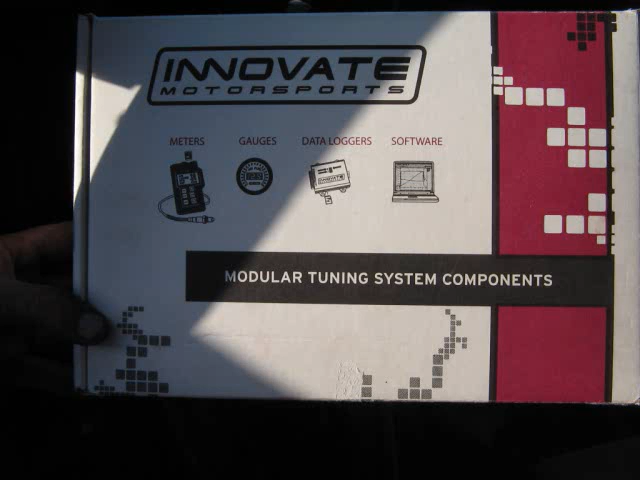 INNOVATE
MOTORSPORTS
METERS GAUGES DATA LOGGERS SOFTWARE
MODULAR TUNING SYSTEM COMPONENTS